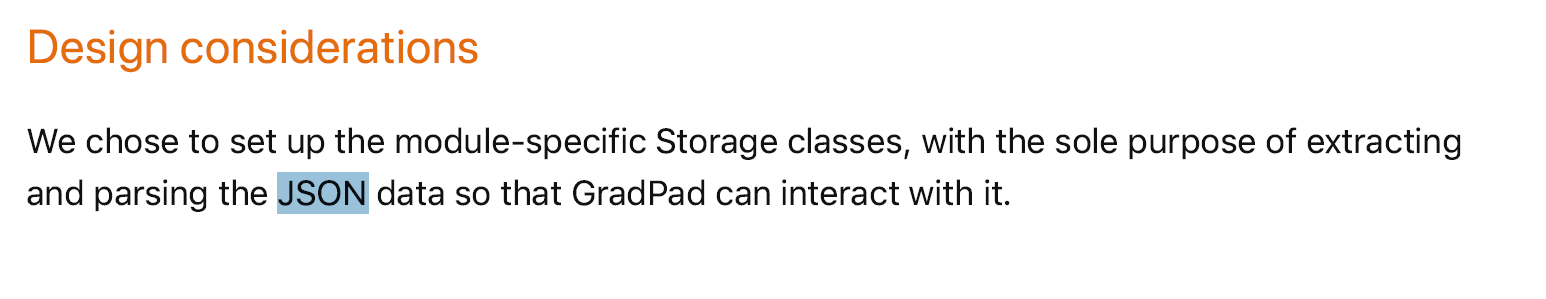 Design considerations
We chose to set up the module-specific Storage classes, with the sole purpose of extracting
and parsing the JSON data so that GradPad can interact with it.